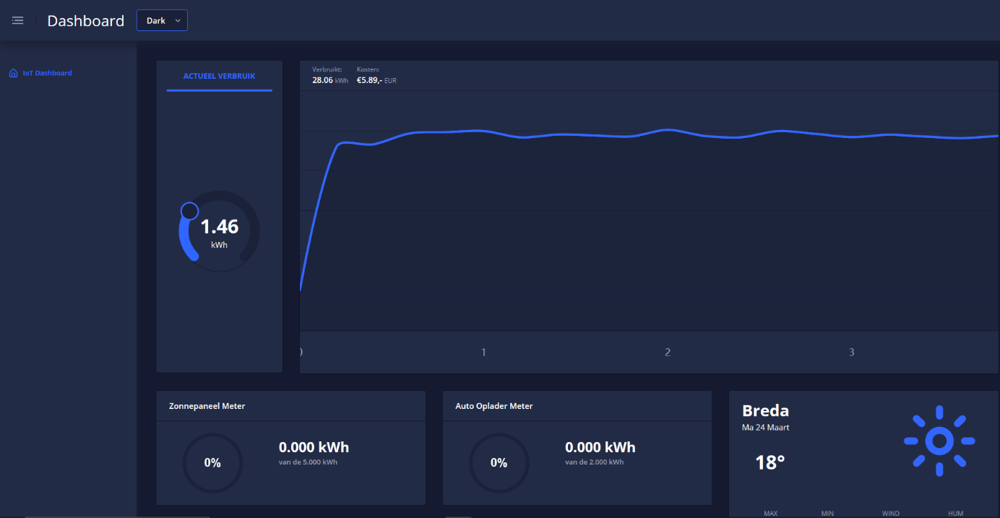 Dashboard
Dark
IoT Dashboard
ACTUEEL VERBRUIK
1.46
kWh
Verbruikt: Kosten:
28.06 kWh €5.89,- EUR
0 1 2 3
Zonnepaneel Meter
0%
0.000 kWh
van de 5.000 kWh
Auto Oplader Meter
0%
0.000 kWh
van de 2.000 kWh
Breda
Ma 24 Maart
18°
MAX MIN WIND HUM